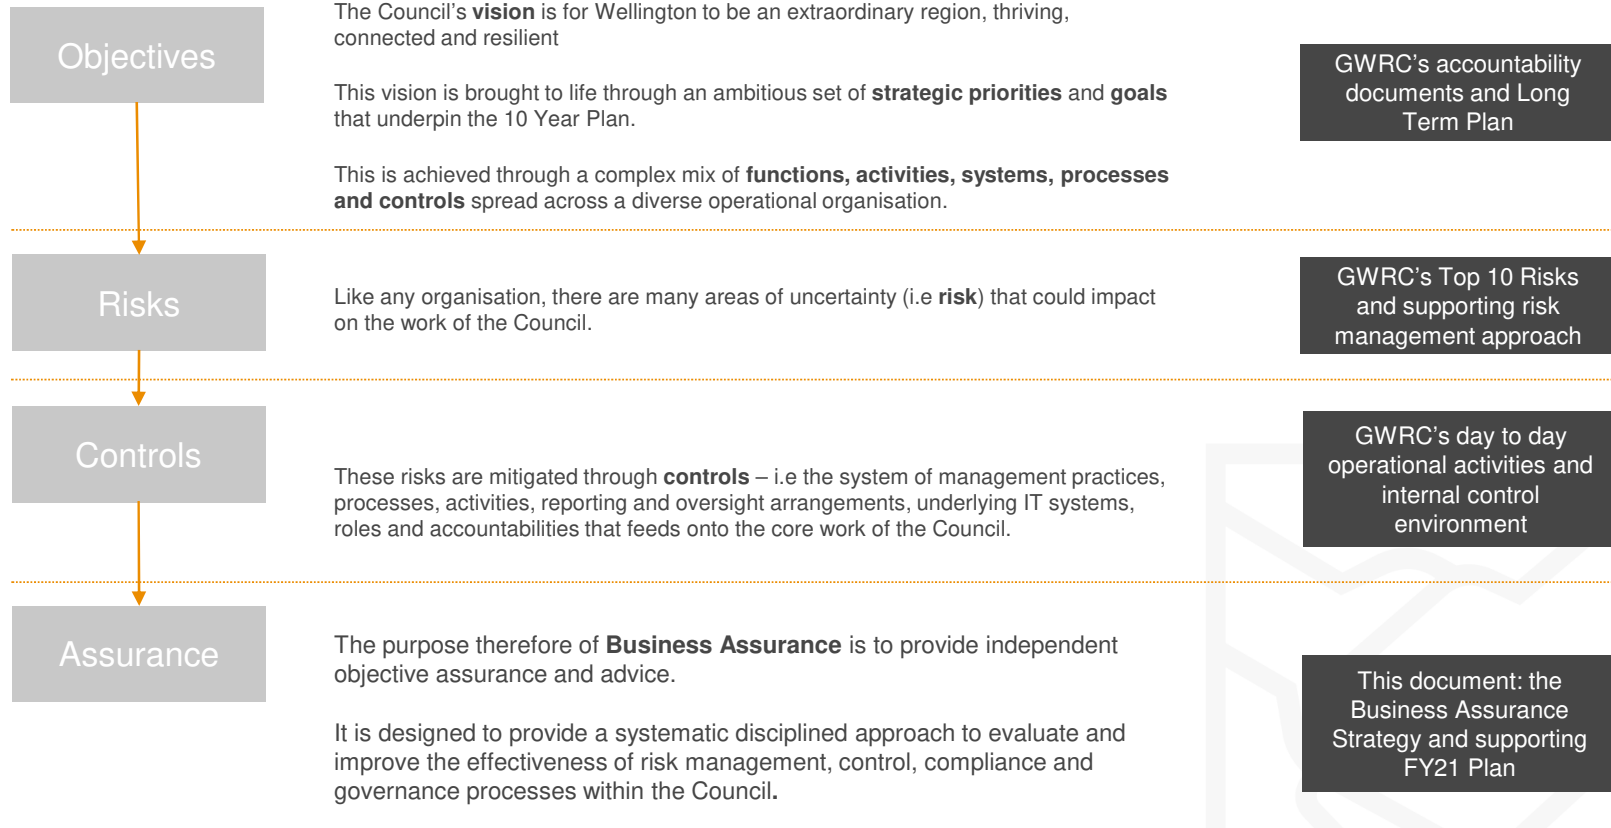 Objectives
The Council’s vision is for Wellington to be an extraordinary region, thriving,
connected and resilient
This vision is brought to life through an ambitious set of strategic priorities and goals
that underpin the 10 Year Plan.
This is achieved through a complex mix of functions, activities, systems, processes
and controls spread across a diverse operational organisation.
GWRC’s accountability
documents and Long
Term Plan
Risks
Like any organisation, there are many areas of uncertainty (i.e risk) that could impact
on the work of the Council.
GWRC’s Top 10 Risks
and supporting risk
management approach
Controls
These risks are mitigated through controls – i.e the system of management practices,
processes, activities, reporting and oversight arrangements, underlying IT systems,
roles and accountabilities that feeds onto the core work of the Council.
GWRC’s day to day
operational activities and
internal control
environment
Assurance
The purpose therefore of Business Assurance is to provide independent
objective assurance and advice.
It is designed to provide a systematic disciplined approach to evaluate and
improve the effectiveness of risk management, control, compliance and
governance processes within the Council.
This document: the
Business Assurance
Strategy and supporting
FY21 Plan